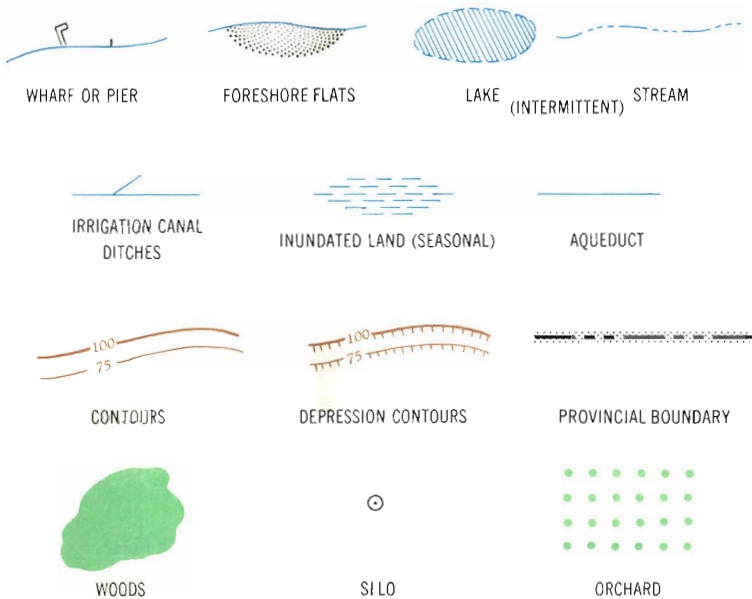 WHARF OR PIER
FORESHORE FLATS
LAKE
(INTERMITTENT)
STREAM
IRRIGATION CANAL
DITCHES
INUNDATED LAND (SEASONAL)
AQUEDUCT
100
75
CONTOURS
100
75
DEPRESSION CONTOURS
PROVINCIAL BOUNDARY
WOODS
SILO
ORCHARD